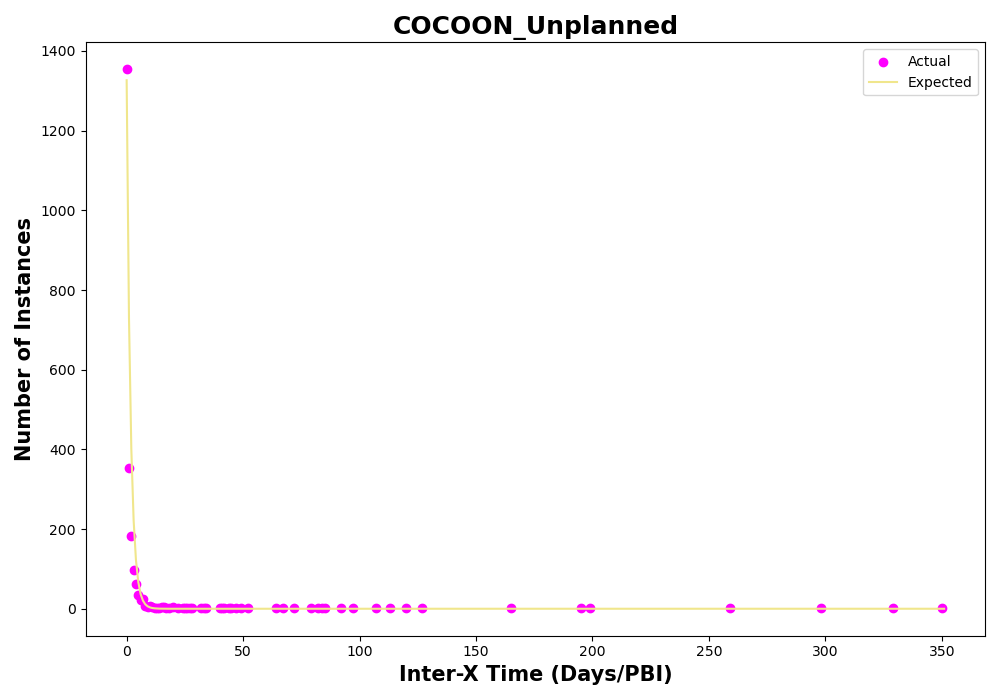 COCOON_Unplanned
Actual
Expected
Number of Instances
1400
1200
1000
800
600
400
200
0
0 50 100 150 200 250 300 350
Inter-X Time (Days/PBI)